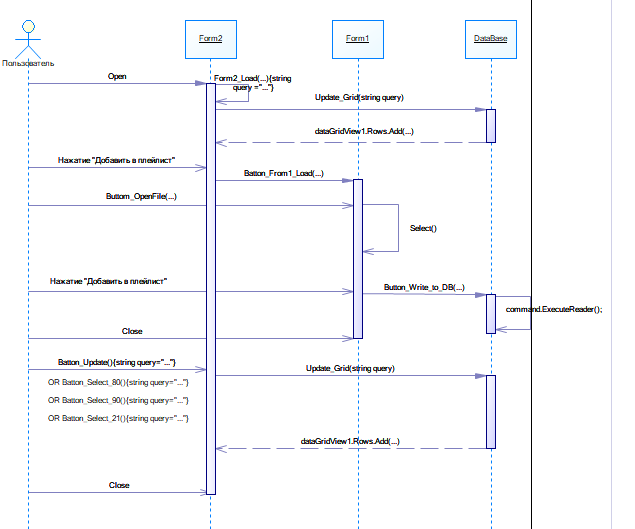 Form2
Form1
DataBase
Пользователь
Open
Form2_Load(...){string
query ="..."}
Update_Grid(string query)
dataGridView1.Rows.Add(...)
Нажатие "Добавить в плейлист"
Batton_From1_Load(...)
Buttom_OpenFile(...)
Select()
Нажатие "Добавить в плейлист"
Button_Write_to_DB(...)
command.ExecuteReader();
Close
Batton_Update(){string query="..."}
Update_Grid(string query)
OR Batton_Select_80(){string query="..."}
OR Batton_Select_90(){string query="..."}
OR Batton_Select_21(){string query="..."}
dataGridView1.Rows.Add(...)
Close